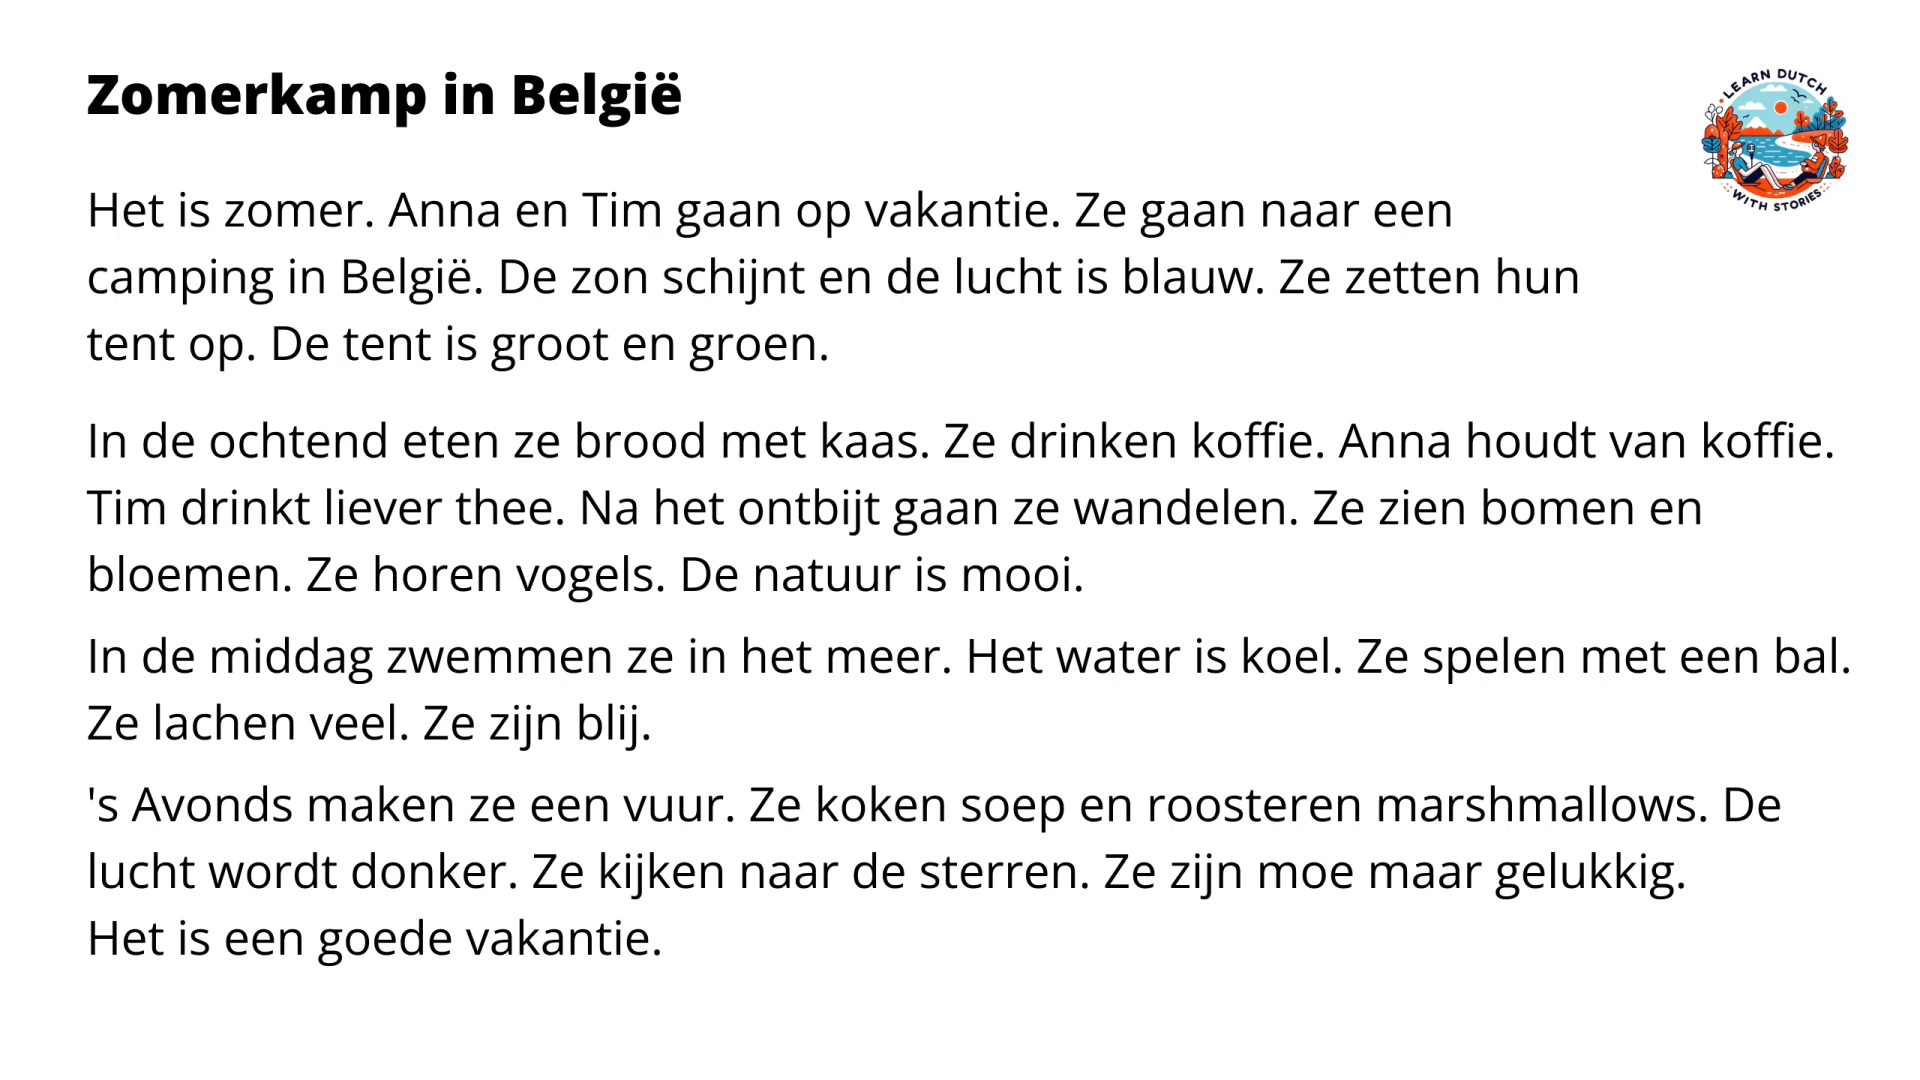 Zomerkamp in België
LEARN DUTCH
WITH STORIES
Het is zomer. Anna en Tim gaan op vakantie. Ze gaan naar een
camping in België. De zon schijnt en de lucht is blauw. Ze zetten hun
tent op. De tent is groot en groen.
In de ochtend eten ze brood met kaas. Ze drinken koffie. Anna houdt van koffie.
Tim drinkt liever thee. Na het ontbijt gaan ze wandelen. Ze zien bomen en
bloemen. Ze horen vogels. De natuur is mooi.
In de middag zwemmen ze in het meer. Het water is koel. Ze spelen met een bal.
Ze lachen veel. Ze zijn blij.
's Avonds maken ze een vuur. Ze koken soep en roosteren marshmallows. De
lucht wordt donker. Ze kijken naar de sterren. Ze zijn moe maar gelukkig.
Het is een goede vakantie.